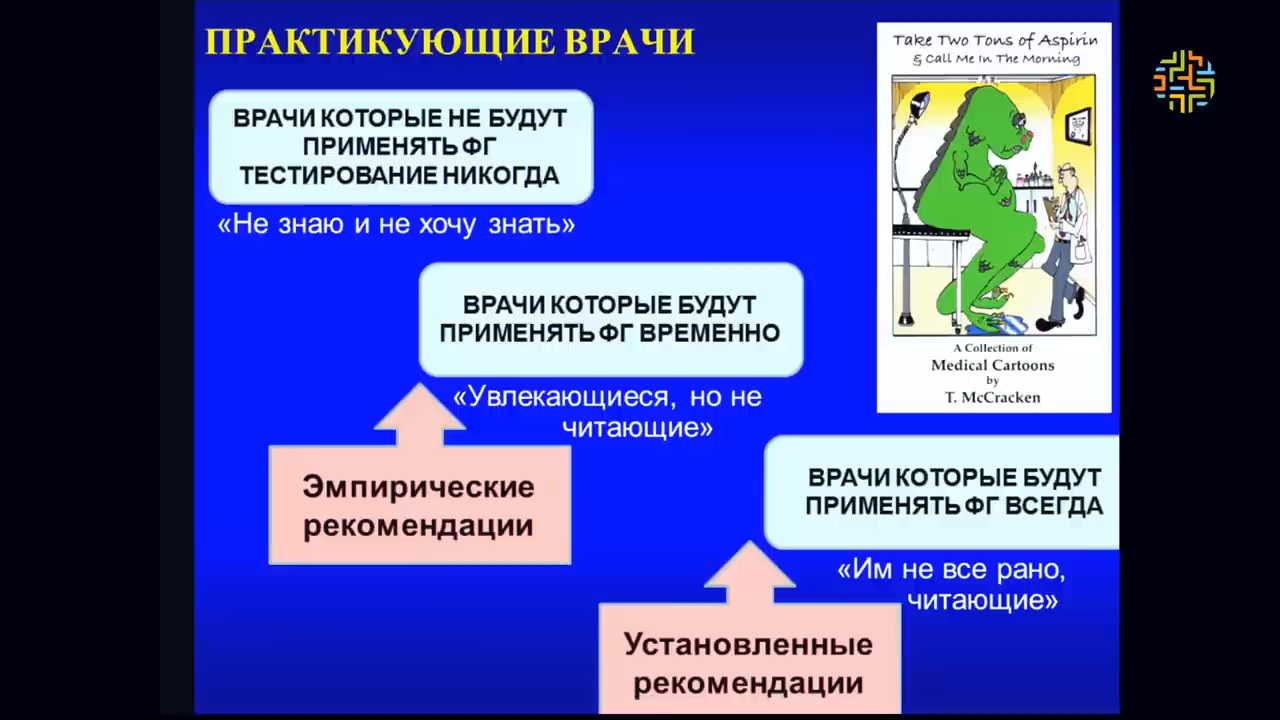 ПРАКТИКУЮЩИЕ ВРАЧИ
ВРАЧИ КОТОРЫЕ НЕ БУДУТ
ПРИМЕНЯТЬ ФГ
ТЕСТИРОВАНИЕ НИКОГДА
«Не знаю и не хочу знать»
ВРАЧИ КОТОРЫЕ БУДУТ
ПРИМЕНЯТЬ ФГ ВРЕМЕННО
«Увлекающиеся, но не
читающие»
Эмпирические
рекомендации
ВРАЧИ КОТОРЫЕ БУДУТ
ПРИМЕНЯТЬ ФГ ВСЕГДА
«Им не все рано,
читающие»
Установленные
рекомендации
Take Two Tons of Aspirin
& Call Me In The Morning
A Collection of
Medical Cartoons
by
T. McCracken